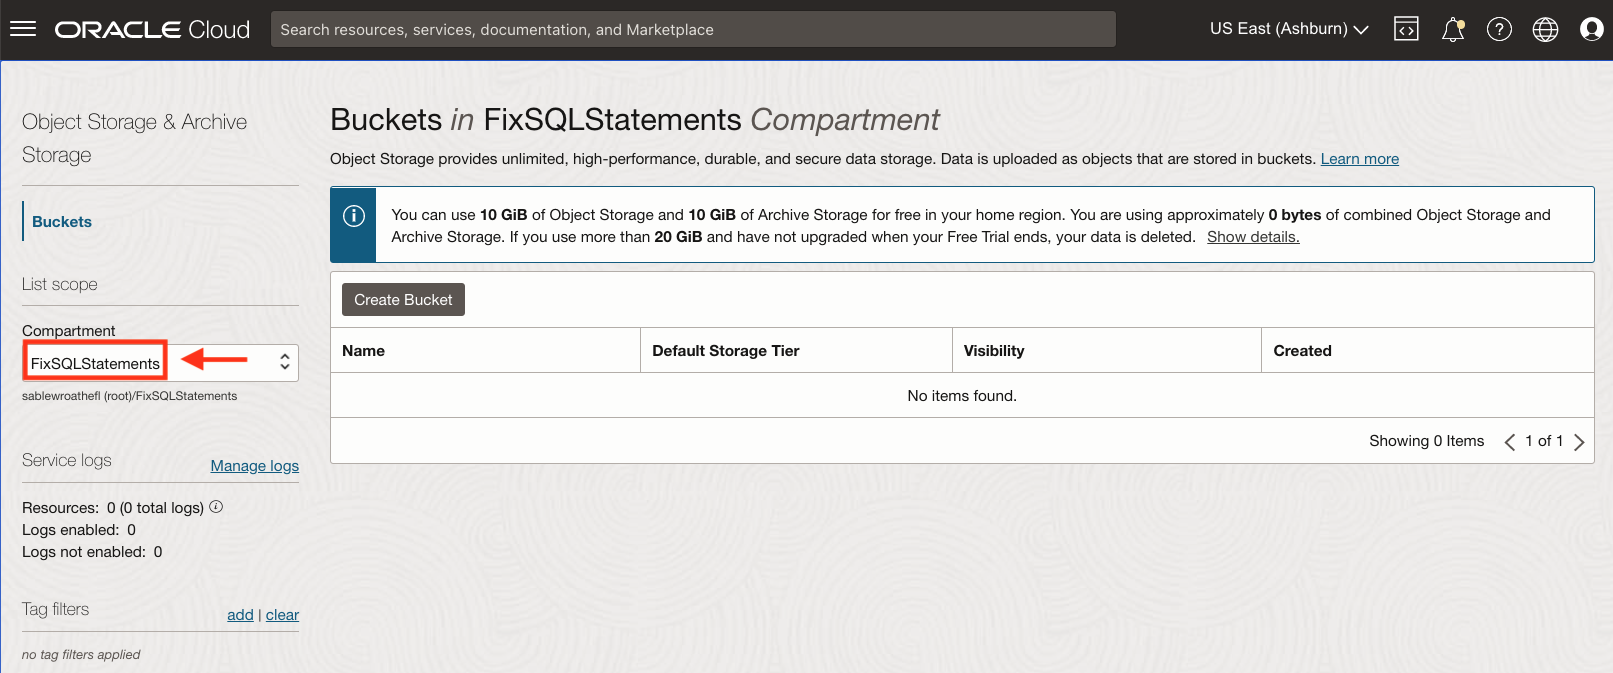 ORACLE Cloud
Search resources, services, documentation, and Marketplace
US East (Ashburn)
Object Storage & Archive
Storage
Buckets
List scope
Compartment
FixSQLStatements
sablewroathefl (root)/FixSQLStatements
Service logs
Manage logs
Resources: 0 (0 total logs)
Logs enabled: 0
Logs not enabled: 0
Tag filters
add | clear
no tag filters applied
Buckets in FixSQLStatements Compartment
Object Storage provides unlimited, high-performance, durable, and secure data storage. Data is uploaded as objects that are stored in buckets. Learn more
You can use 10 GiB of Object Storage and 10 GiB of Archive Storage for free in your home region. You are using approximately 0 bytes of combined Object Storage and
Archive Storage. If you use more than 20 GiB and have not upgraded when your Free Trial ends, your data is deleted. Show details.
Create Bucket
Name Default Storage Tier Visibility Created
No items found.
Showing 0 Items 1 of 1